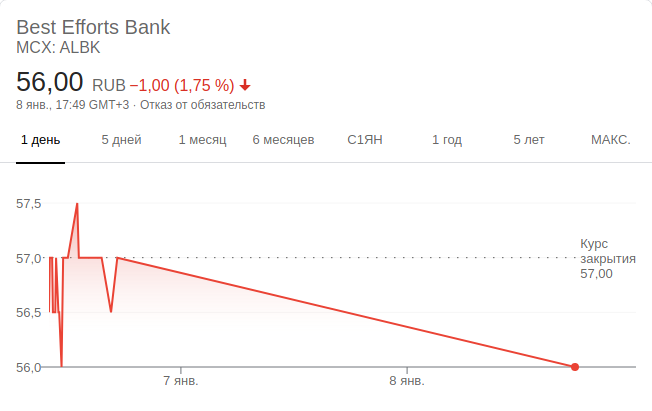 Best Efforts Bank
MCX: ALBK
56,00 RUB −1,00 (1,75 %)
8 янв., 17:49 GMT+3 · Отказ от обязательств
1 день 5 дней 1 месяц 6 месяцев С1ЯН 1 год 5 лет МАКС.
57,5
57,0
56,5
56,0
Курс
закрытия
57,00
7 янв. 8 янв.